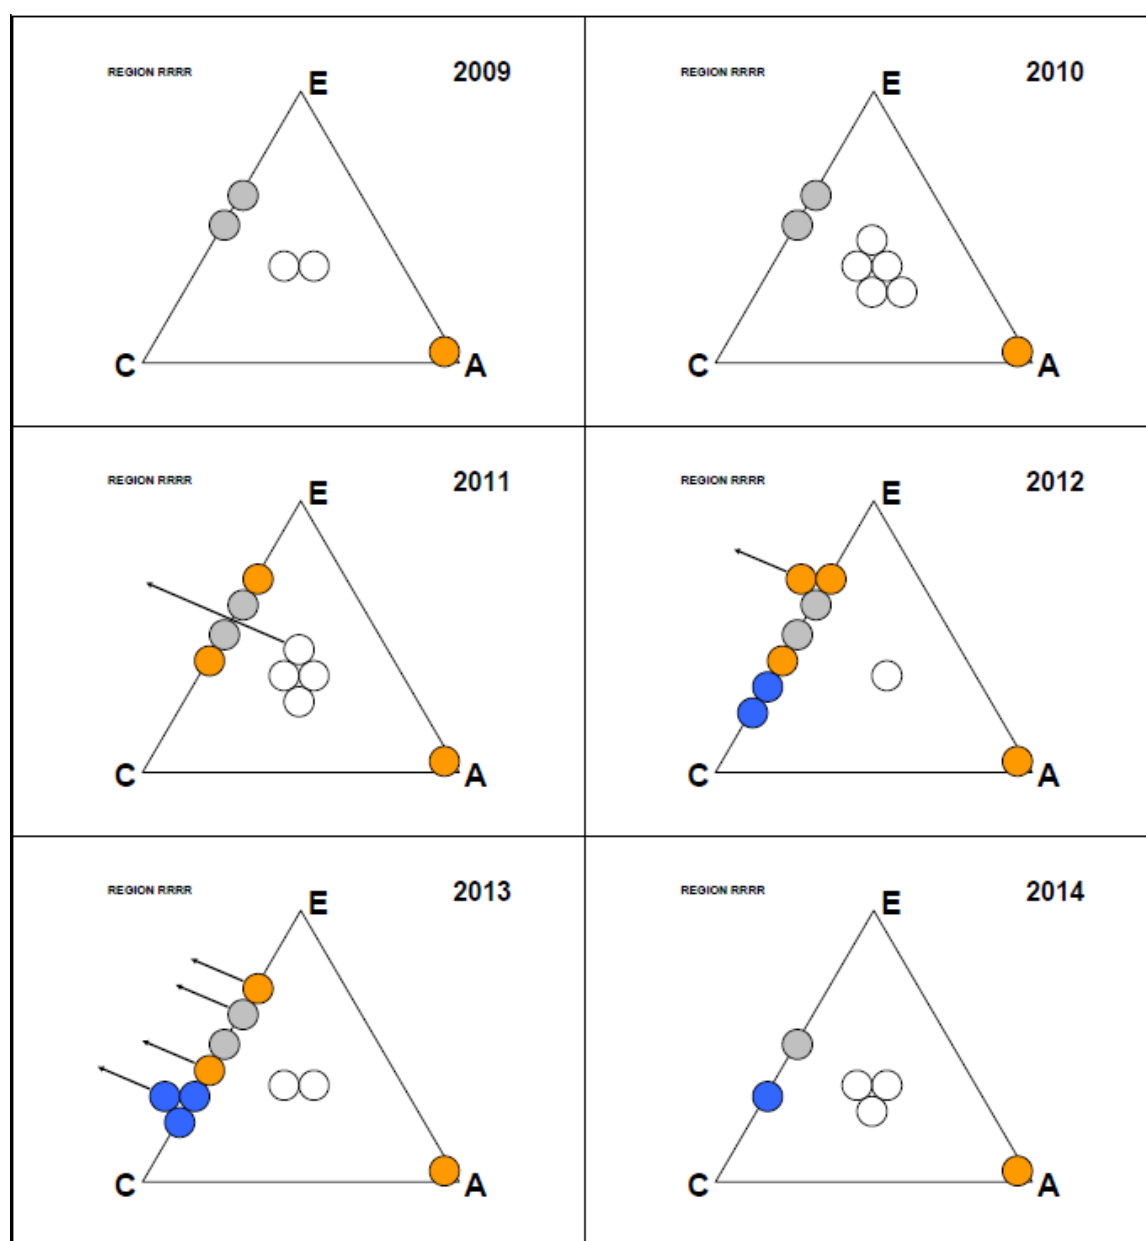 REGION RRRR 2009
E
C A
REGION RRRR 2010
E
C A
REGION RRRR 2011
E
C A
REGION RRRR 2012
E
C A
REGION RRRR 2013
E
C A
REGION RRRR 2014
E
C A